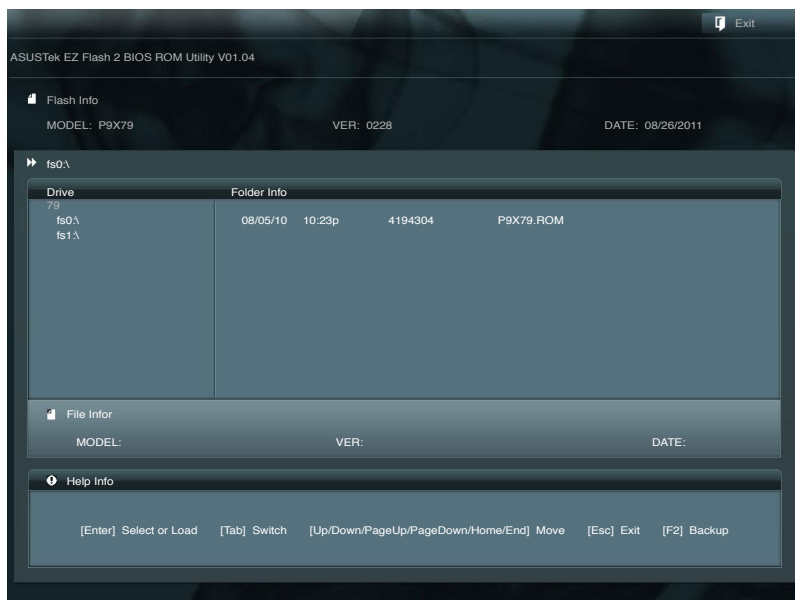 Exit
ASUSTek EZ Flash 2 BIOS ROM Utility V01.04
Flash Info
MODEL: P9X79 VER: 0228 DATE: 08/26/2011
fs0:\
Drive Folder Info
79
fs0:\ 08/05/10 10:23p 4194304 P9X79.ROM
fs1:\
File Infor
MODEL: VER: DATE:
Help Info
[Enter] Select or Load [Tab] Switch [Up/Down/PageUp/PageDown/Home/End] Move [Esc] Exit [F2] Backup